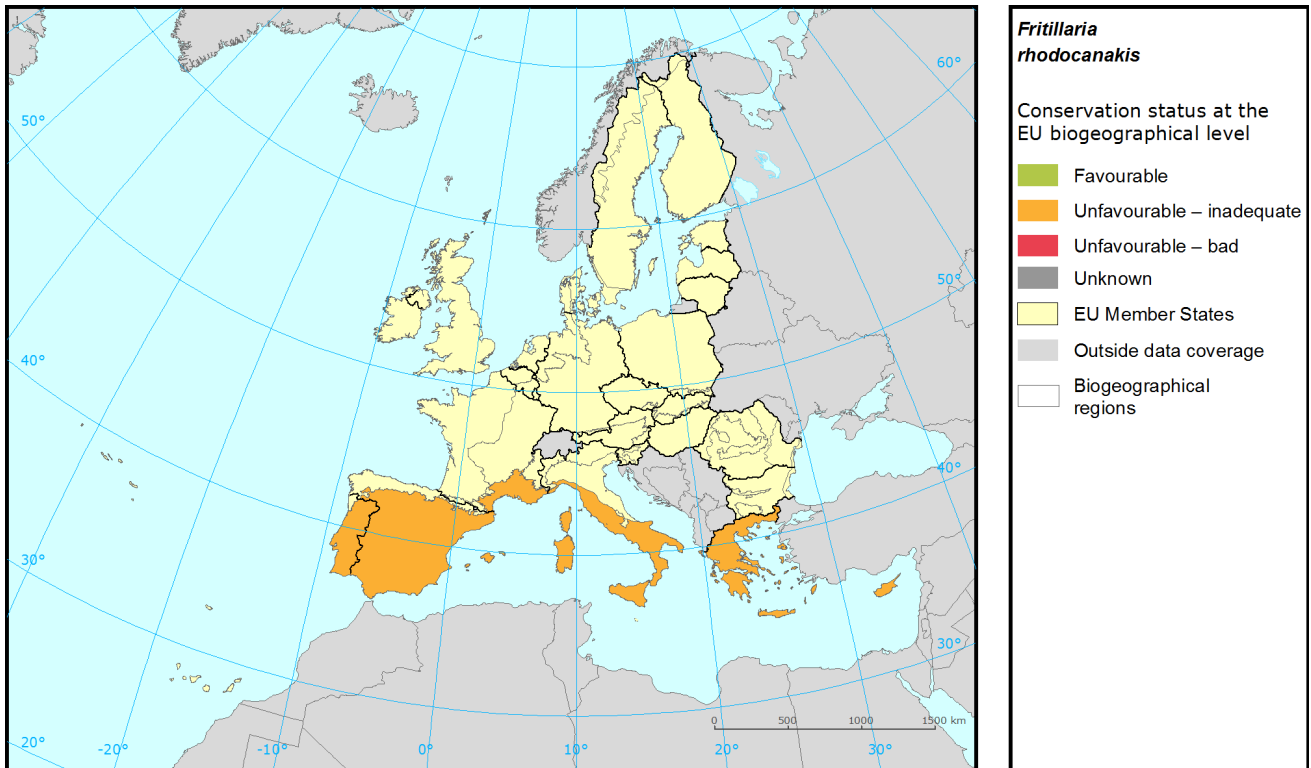 Fritillaria
rhodocanakis
Conservation status at the
EU biogeographical level
Favourable
Unfavourable – inadequate
Unfavourable – bad
Unknown
EU Member States
Outside data coverage
Biogeographical
regions
60°
50°
50°
40°
40°
30°
30°
0 500 1000 1500 km
20° -20° -10° 0° 10° 20° 30°